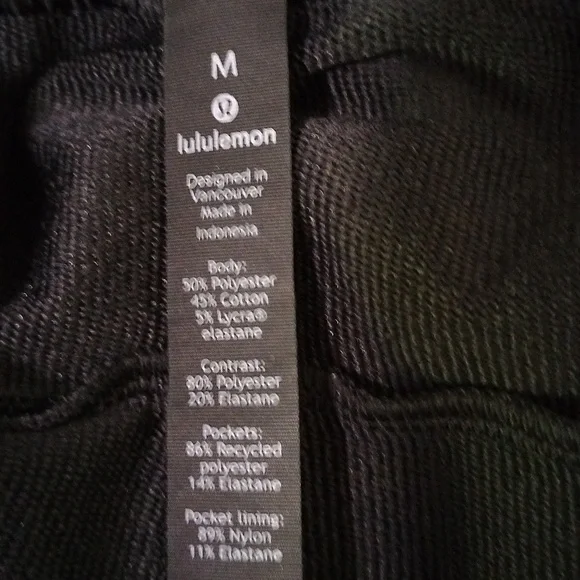 M
lululemon
Designed in
Vancouver
Made in
Indonesia
Body:
50% Polyester
45% Cotton
5% Lycra®
elastane
Contrast:
80% Polyester
20% Elastane
Pockets:
86% Recycled
polyester
14% Elastane
Pocket lining:
89% Nylon
11% Elastane